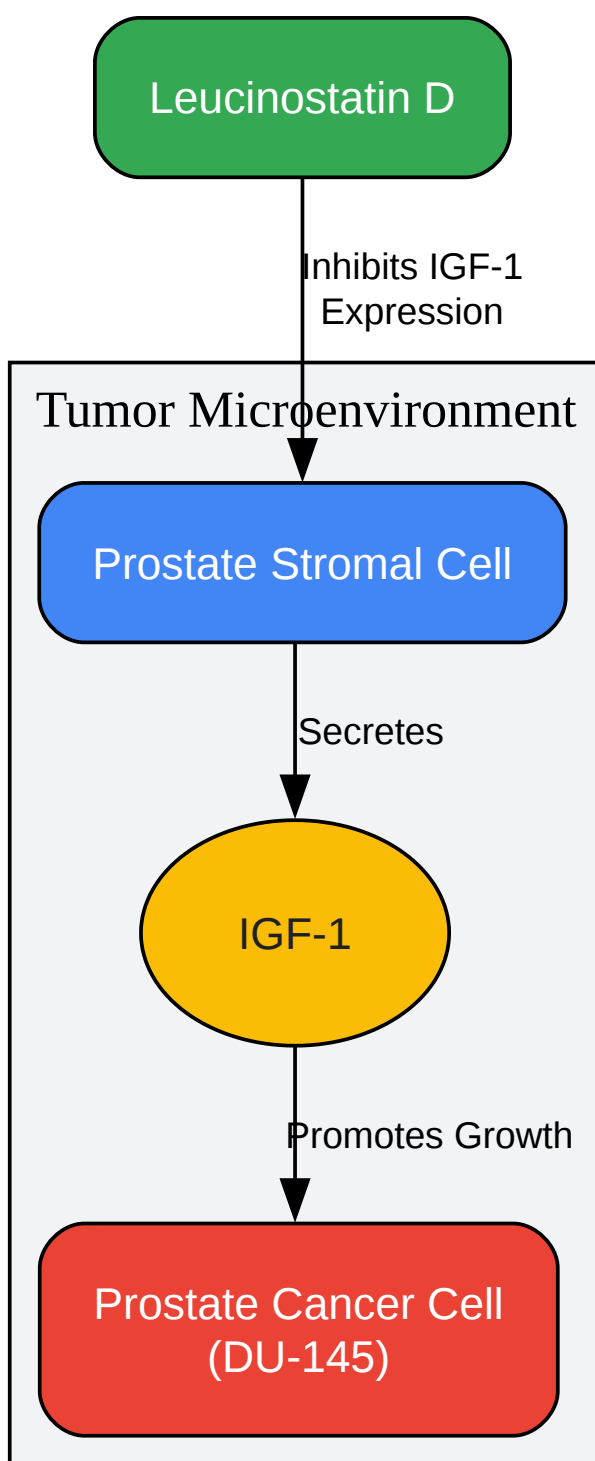 Leucinostatin D
Inhibits IGF-1
Expression
Tumor Microenvironment
Prostate Stromal Cell
Secretes
IGF-1
Promotes Growth
Prostate Cancer Cell
(DU-145)